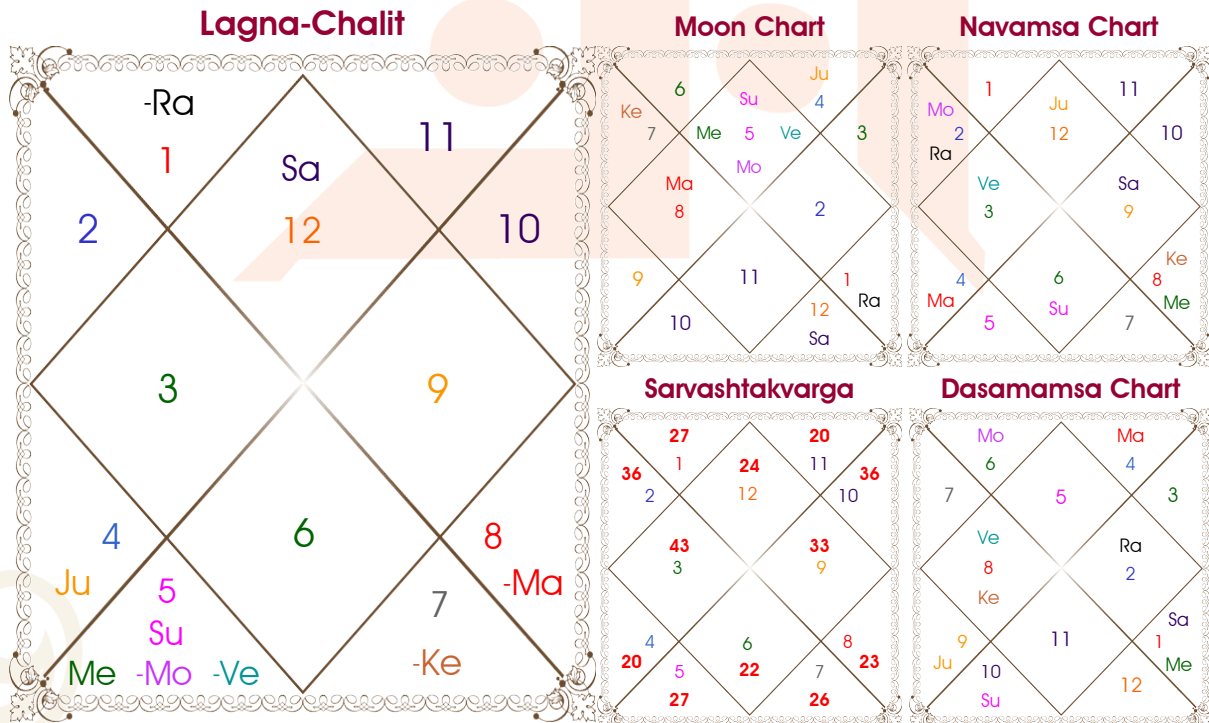 Lagna-Chalit
-Ra
1
Sa
12
11
2
10
3
9
4
Ju
5
Su
Me -Mo -Ve
6
8
-Ma
7
-Ke
Moon Chart
6
Ju
4
Ke
7
Su
Me 5 Ve
Mo
3
Ma
8
2
9
11
1
Ra
10
12
Sa
Navamsa Chart
1
11
Mo
2
Ra
Ju
12
10
Ve
3
Sa
9
4
Ma
6
Su
Ke
8
Me
5
7
Sarvashtakvarga
27
1
20
11
36
2
24
12
36
10
43
3
33
9
4
20
6
22
8
23
5
27
7
26
Dasamamsa Chart
Mo
6
Ma
4
7
5
3
Ve
8
Ke
Ra
2
9
Ju
11
Sa
1
Me
10
Su
12